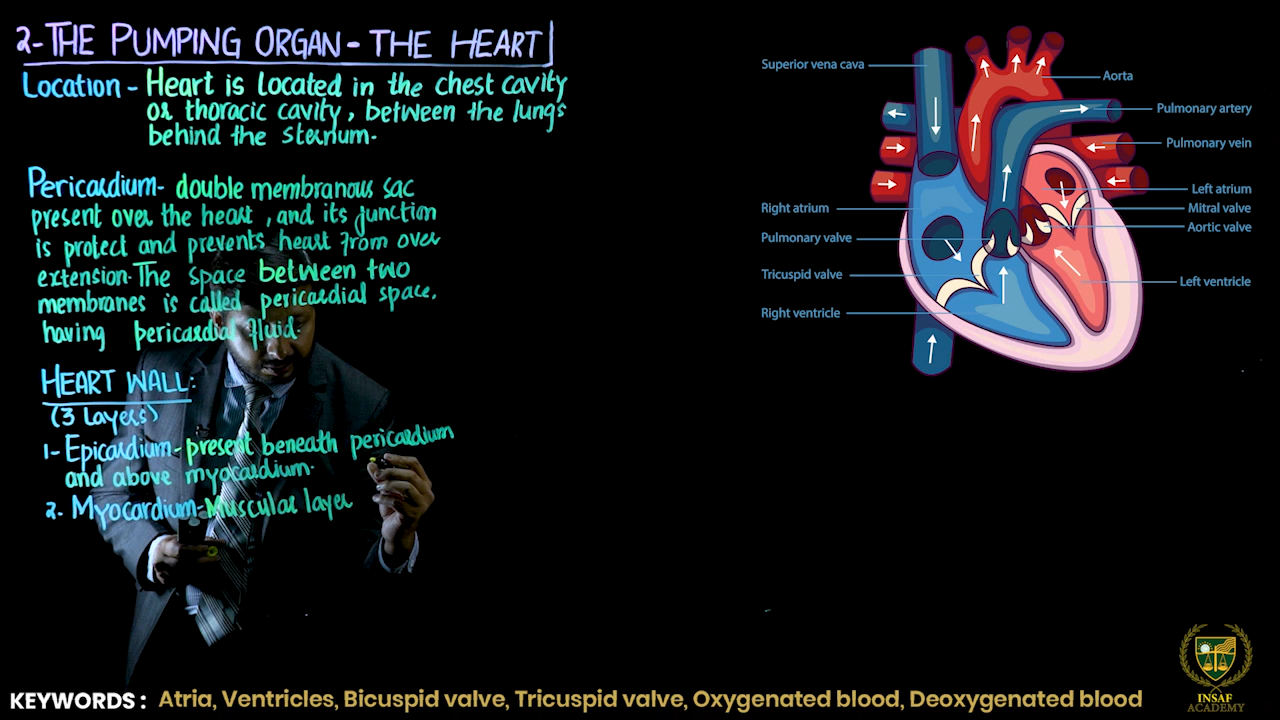 2-THE PUMPING ORGAN- THE HEART
Location - Heart is located in the chest cavity
or thoracic cavity, between the lungs
behind the sternum.
Pericardium- double membranous sac
present over the heart, and its junction
is protect and prevents heart from over
extension. The space between two
membranes is called pericardial space,
having pericardial fluid.
HEART WALL:
(3 Layers)
1- Epicardium- present beneath pericardium
and above myocardium.
2. Myocardium- Muscular layer
Superior vena cava
Aorta
Pulmonary artery
Pulmonary vein
Left atrium
Right atrium
Mitral valve
Aortic valve
Pulmonary valve
Tricuspid valve
Left ventricle
Right ventricle
INSAF
ACADEMY
KEYWORDS : Atria, Ventricles, Bicuspid valve, Tricuspid valve, Oxygenated blood, Deoxygenated blood